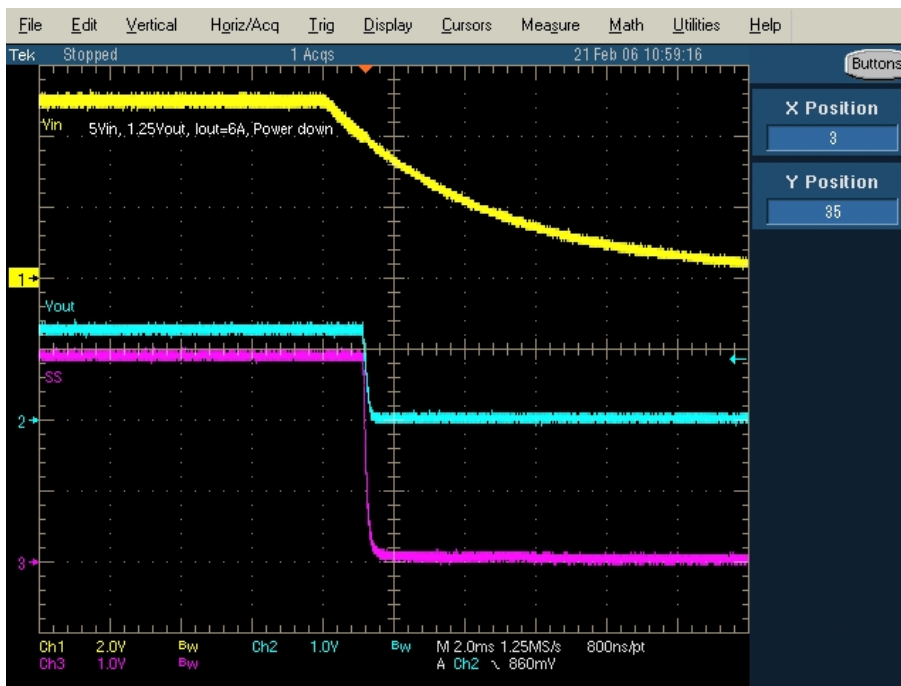 File Edit Vertical Horiz/Acq Trig Display Cursors Measure Math Utilities Help
Tek Stopped 1 Acqs 21 Feb 06 10:59:16
Buttons
X Position
3
Y Position
35
Vin 5Vin, 1.25Vout, Iout=6A, Power down
1
Vout
SS
2
3
Ch1 2.0V Bw Ch2 1.0V Bw M 2.0ms 1.25MS/s 800ns/pt
Ch3 1.0V Bw A Ch2 \ 860mV